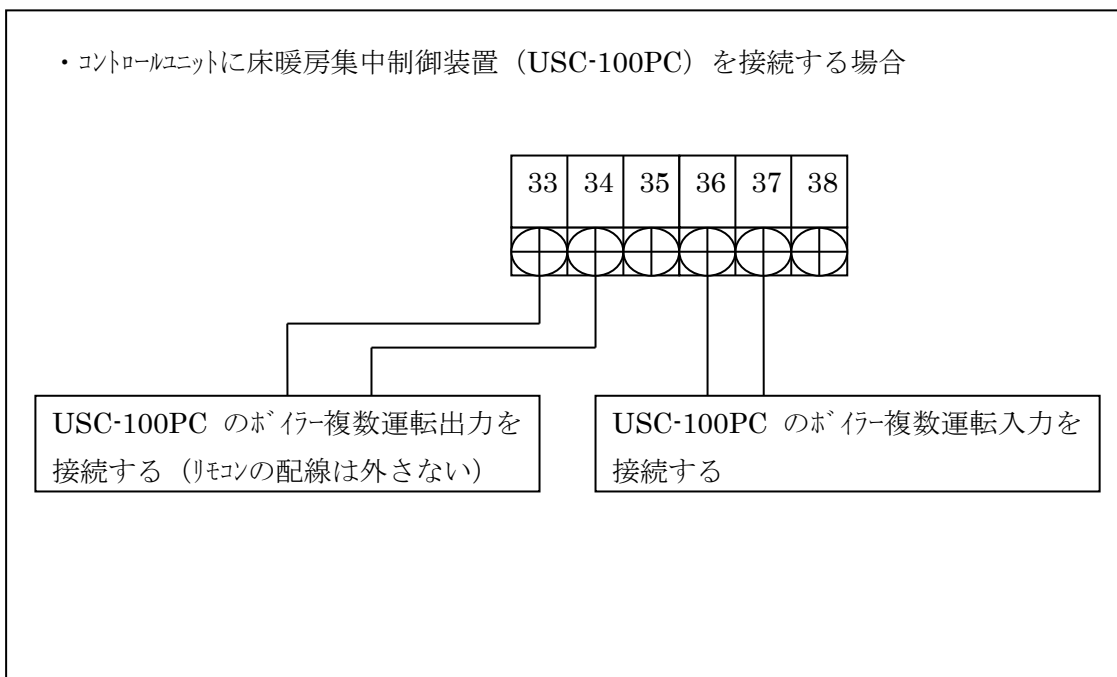 ・ｺﾝﾄﾛｰﾙﾕﾆｯﾄに床暖房集中制御装置（USC-100PC）を接続する場合
33 34 35 36 37 38
USC-100PC のﾎﾞｲﾗｰ複数運転出力を
接続する（ﾘﾓｺﾝの配線は外さない）
USC-100PC のﾎﾞｲﾗｰ複数運転入力を
接続する